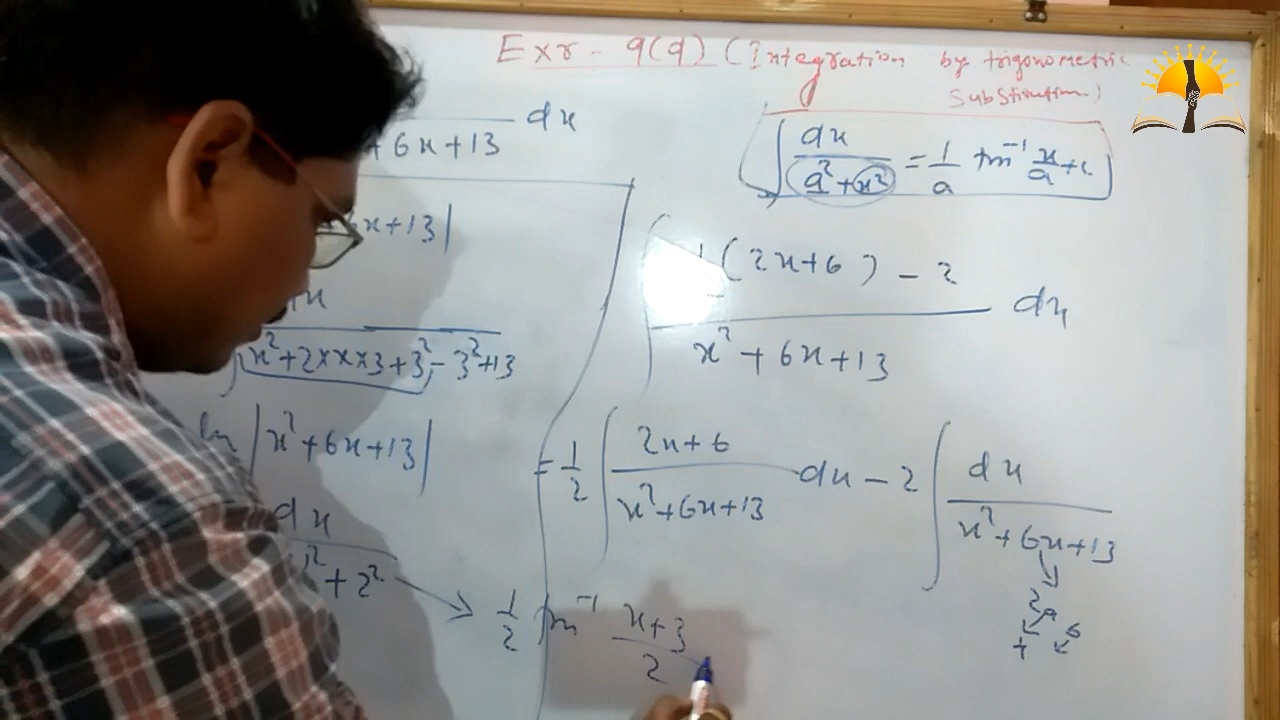 Exr - 9(9) (Integration by trigonometric
Substitution)
dx
+ 6x + 13
x + 13|
x
x² + 2 × x × 3 + 3² - 3² + 13
ln |x² + 6x + 13|
dx
² + 2²
1/2 tan⁻¹ (x+3)/2
∫ dx/(a² + x²) = 1/a tan⁻¹ x/a + c
∫ (2x+6) - 2
x² + 6x + 13 dx
= 1/2 ∫ (2x+6)/(x² + 6x + 13) dx - 2 ∫ dx/(x² + 6x + 13)